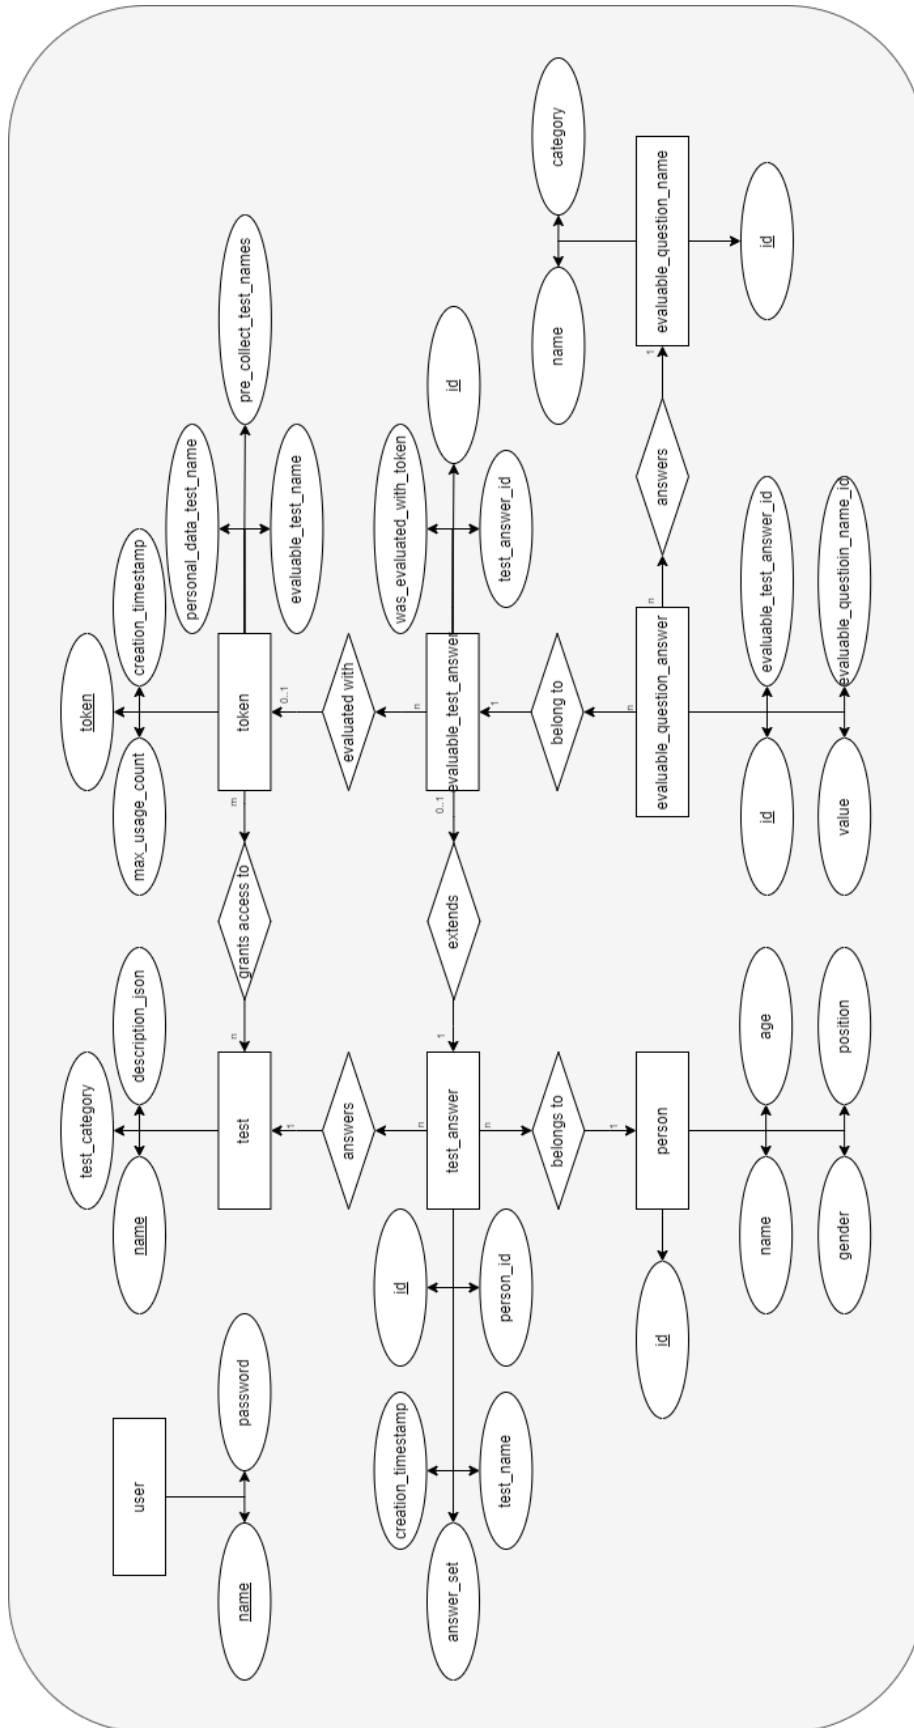 test_category
token
user
name
description_json
max_usage_count
creation_timestamp
personal_data_test_name
name
password
test
n
grants access to
m
token
pre_collect_test_names
1
0..1
evaluable_test_name
answers
evaluated with
creation_timestamp
id
n
n
was_evaluated_with_token
answer_set
test_answer
1
extends
0..1
evaluable_test_answer
id
test_name
person_id
n
1
test_answer_id
belongs to
belong to
name
category
1
n
id
person
evaluable_question_answer
n
answers
1
evaluable_question_name
name
age
id
evaluable_test_answer_id
id
gender
position
value
evaluable_questioin_name_id